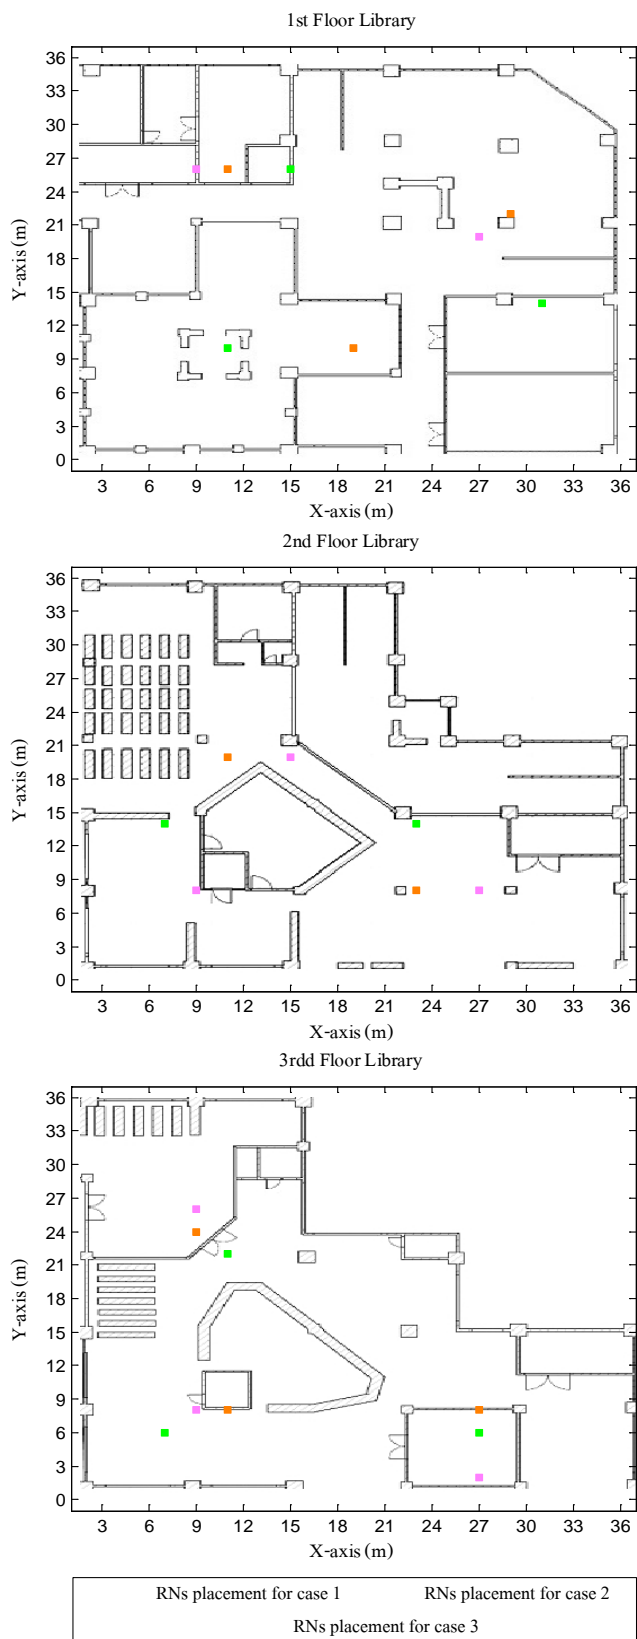 1st Floor Library
36
33
30
27
24
21
18
15
12
9
6
3
0
Y-axis (m)
3 6 9 12 15 18 21 24 27 30 33 36
X-axis (m)
2nd Floor Library
36
33
30
27
24
21
18
15
12
9
6
3
0
Y-axis (m)
3 6 9 12 15 18 21 24 27 30 33 36
X-axis (m)
3rdd Floor Library
36
33
30
27
24
21
18
15
12
9
6
3
0
Y-axis (m)
3 6 9 12 15 18 21 24 27 30 33 36
X-axis (m)
RNs placement for case 1 RNs placement for case 2
RNs placement for case 3